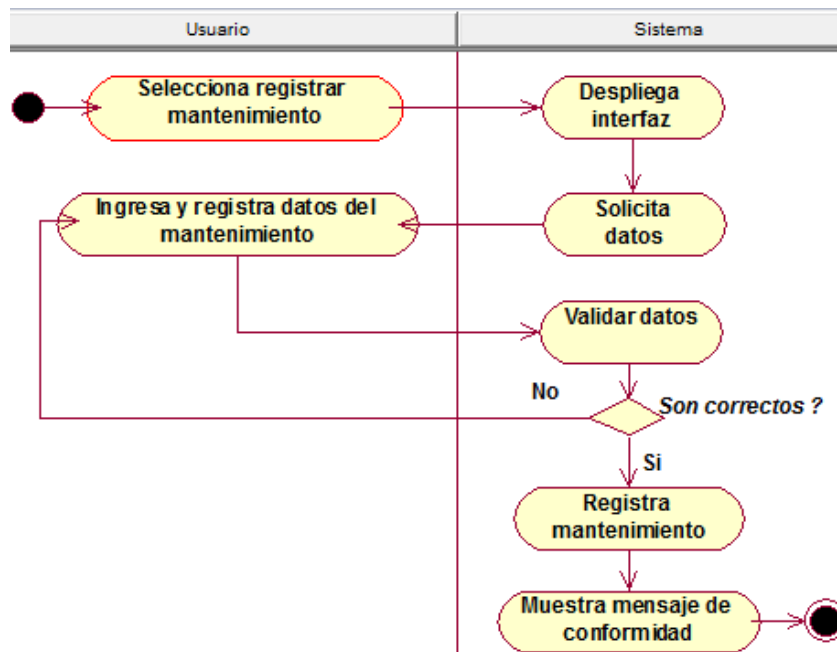 Usuario
Sistema
Selecciona registrar
mantenimiento
Despliega
interfaz
Ingresa y registra datos del
mantenimiento
Solicita
datos
Validar datos
No
Son correctos ?
Si
Registra
mantenimiento
Muestra mensaje de
conformidad